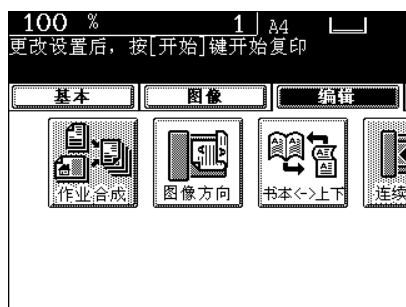 100 % 1 A4
更改设置后，按[开始]键开始复印
基本 图像 编辑
作业合成 图像方向 书本<->上下 连续